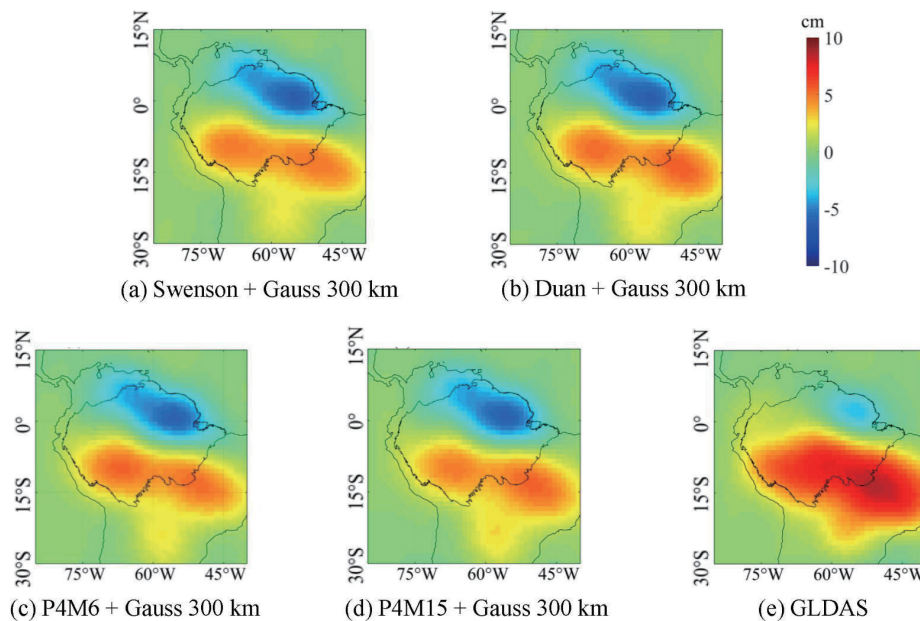 cm
10
5
0
-5
-10
15°N
0°
15°S
30°S
75°W 60°W 45°W
(a) Swenson + Gauss 300 km
15°N
0°
15°S
30°S
75°W 60°W 45°W
(b) Duan + Gauss 300 km
15°N
0°
15°S
30°S
75°W 60°W 45°W
(c) P4M6 + Gauss 300 km
15°N
0°
15°S
30°S
75°W 60°W 45°W
(d) P4M15 + Gauss 300 km
15°N
0°
15°S
30°S
75°W 60°W 45°W
(e) GLDAS